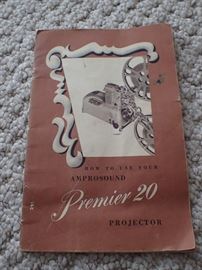 HOW TO USE YOUR
AMPROSOUND
Premier 20
PROJECTOR